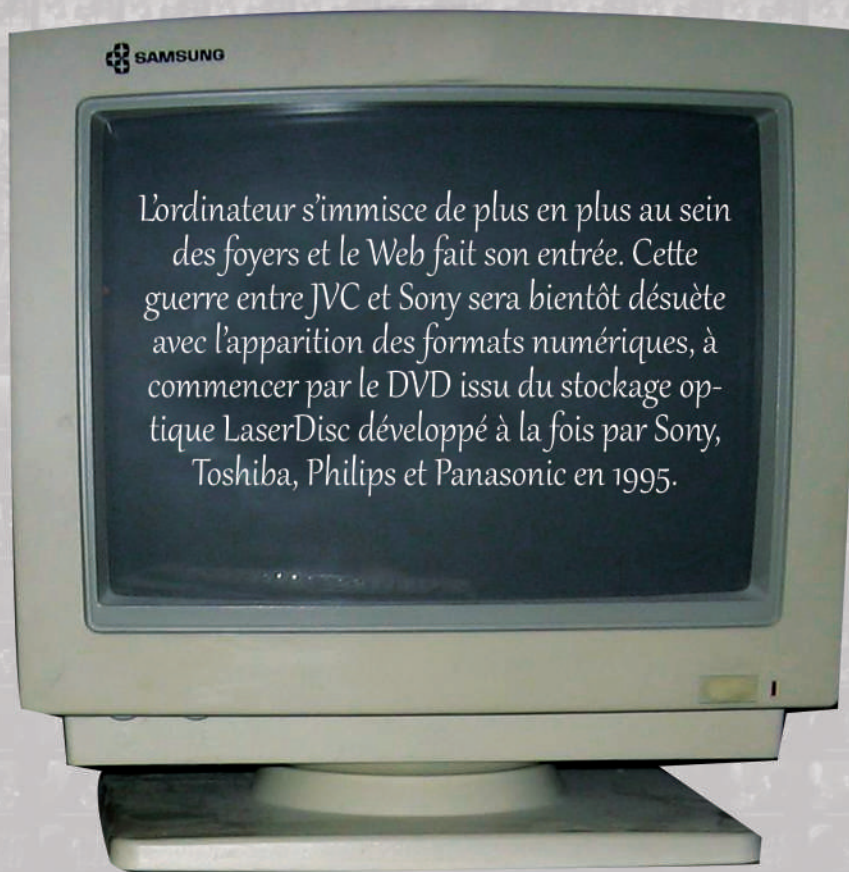 SAMSUNG
L'ordinateur s'immisce de plus en plus au sein
des foyers et le Web fait son entrée. Cette
guerre entre JVC et Sony sera bientôt désuète
avec l'apparition des formats numériques, à
commencer par le DVD issu du stockage op-
tique LaserDisc développé à la fois par Sony,
Toshiba, Philips et Panasonic en 1995.